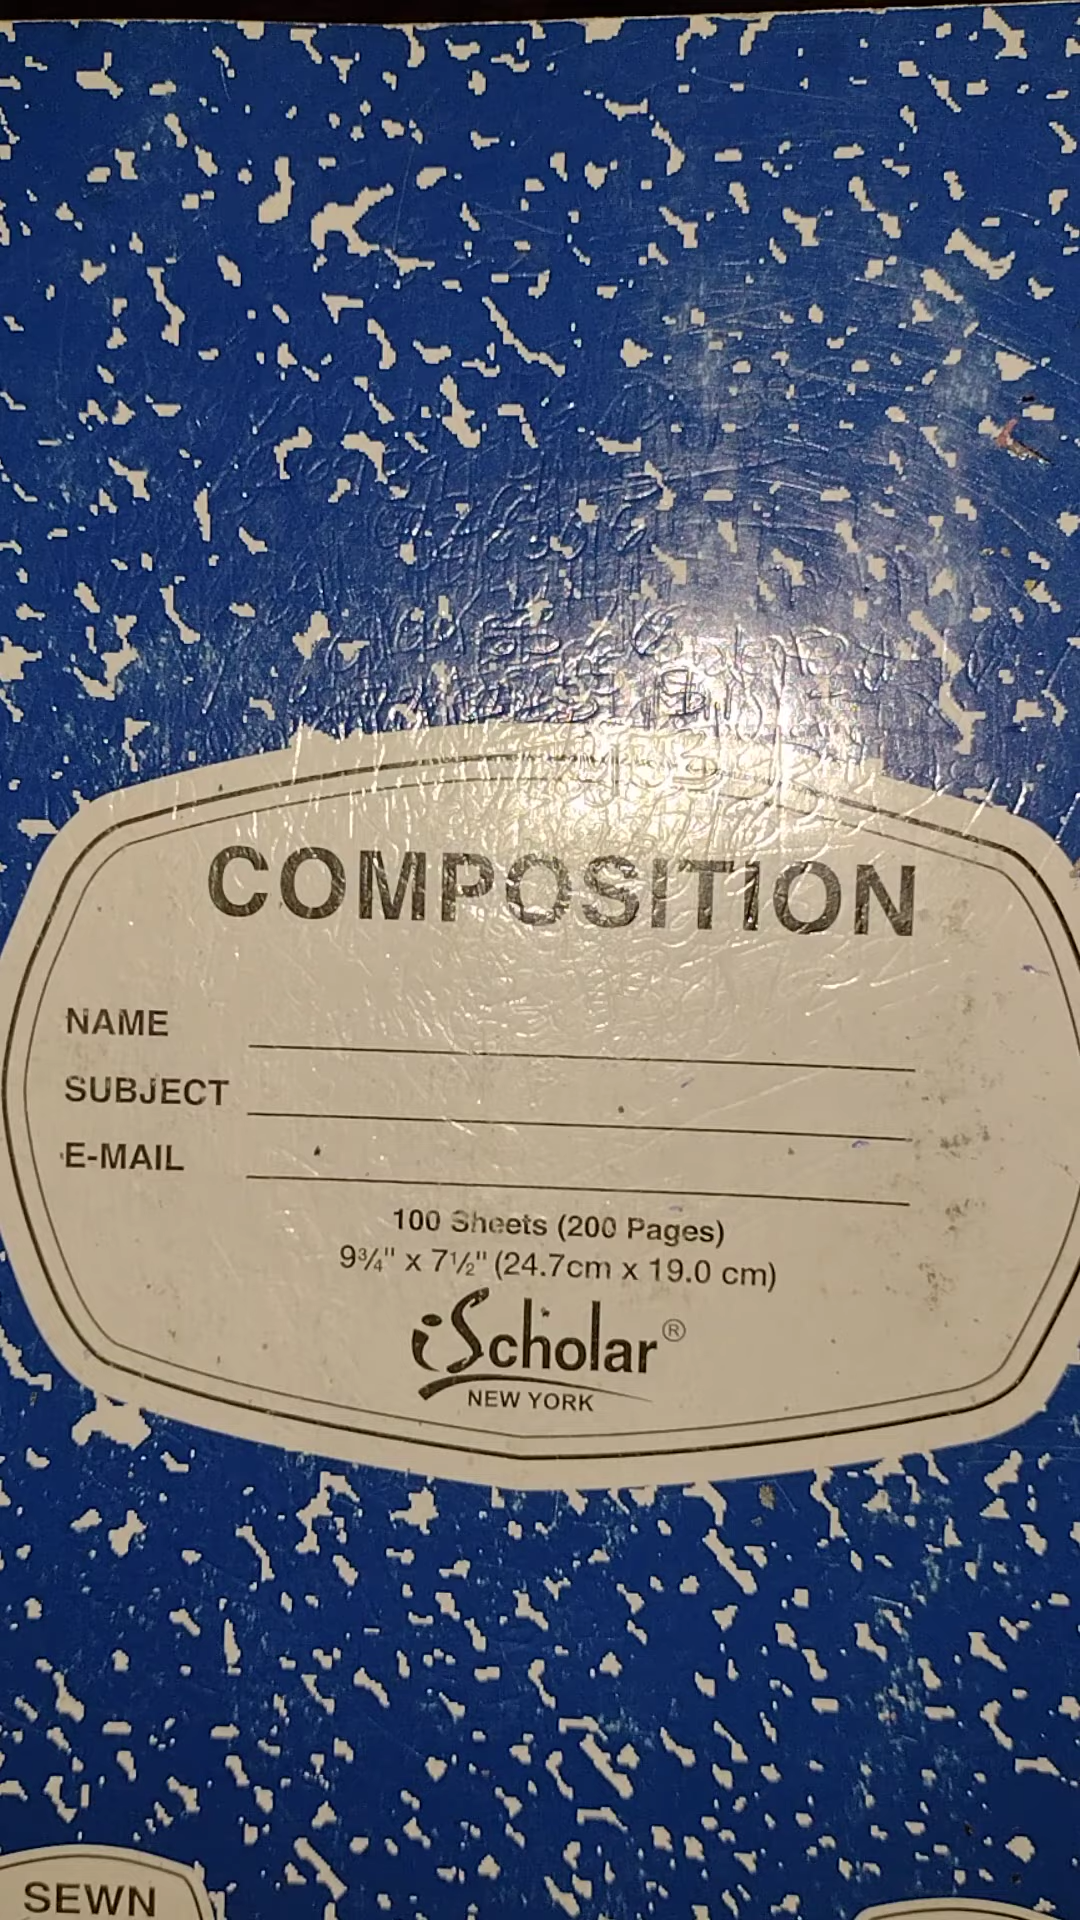 COMPOSITION
NAME
SUBJECT
E-MAIL
100 Sheets (200 Pages)
9¾" x 7½" (24.7cm x 19.0 cm)
iScholar®
NEW YORK
SEWN